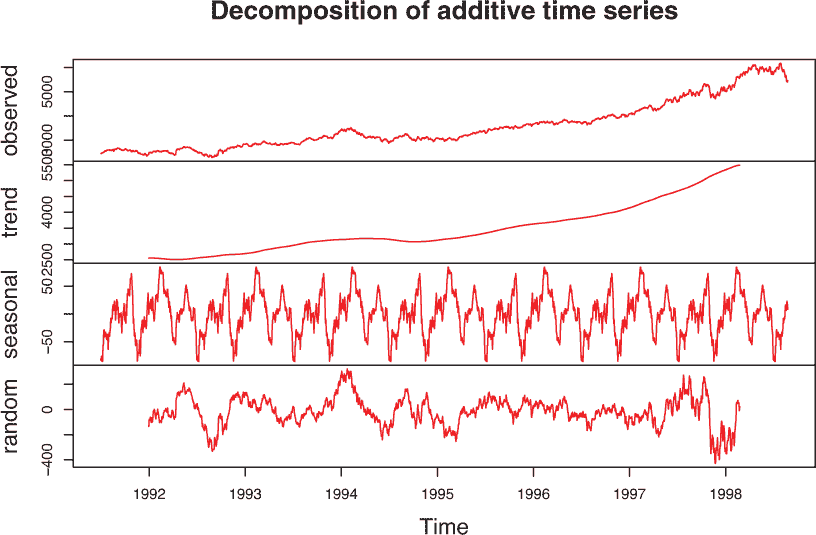 Decomposition of additive time series
observed
5000
3000
trend
5500
4000
2500
seasonal
50
−50
random
0
−400
1992 1993 1994 1995 1996 1997 1998
Time